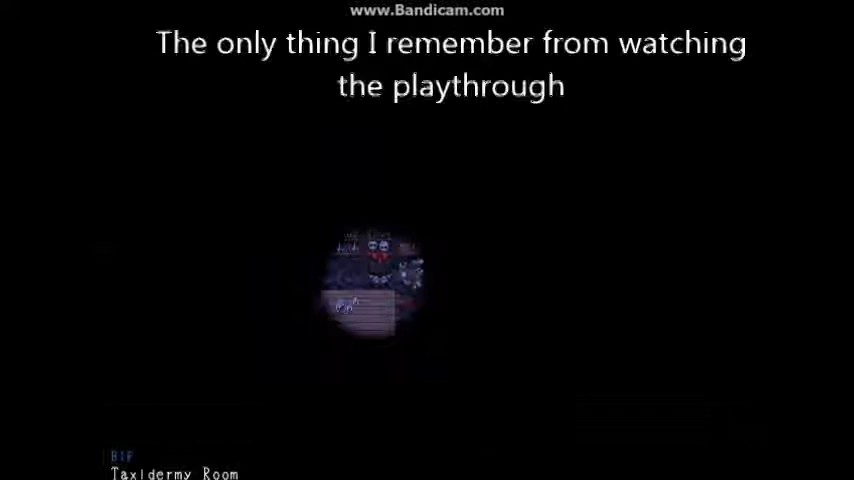 www.Bandicam.com
The only thing I remember from watching
the playthrough
B1F
Taxidermy Room